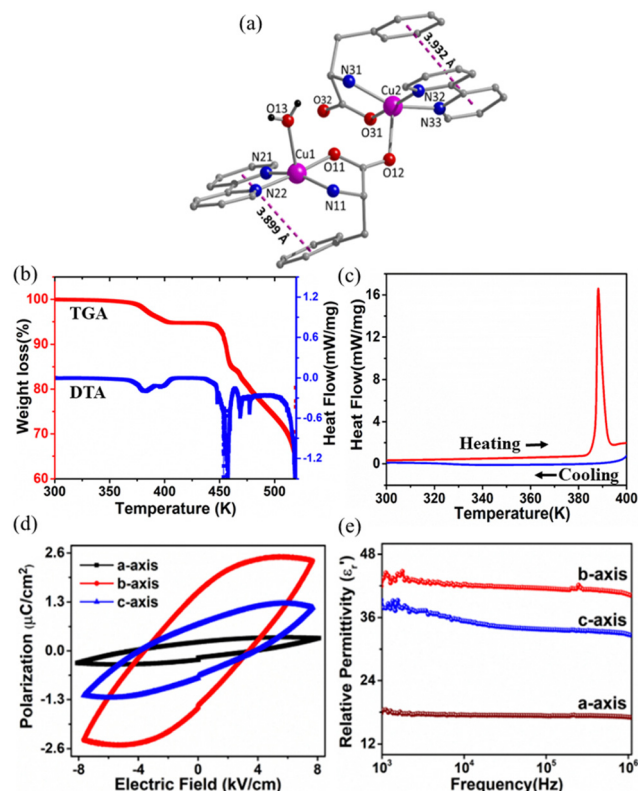 (a)
3.932 Å
N31
Cu2
O32
N32
O13
O31
N33
N21
Cu1
O12
O11
N22
N11
3.899 Å
(b)
100
90
80
70
60
Weight loss(%)
TGA
DTA
1.2
0.6
0.0
-0.6
-1.2
Heat Flow(mW/mg)
300 350 400 450 500
Temperature (K)
(c)
16
12
8
4
0
Heat Flow(mW/mg)
Heating
Cooling
300 320 340 360 380 400
Temperature(K)
(d)
2.6
1.3
0.0
-1.3
-2.6
Polarization (μC/cm²)
a-axis
b-axis
c-axis
-8 -4 0 4 8
Electric Field (kV/cm)
(e)
48
36
24
12
Relative Permittivity (εr')
b-axis
c-axis
a-axis
10³ 10⁴ 10⁵ 10⁶
Frequency(Hz)